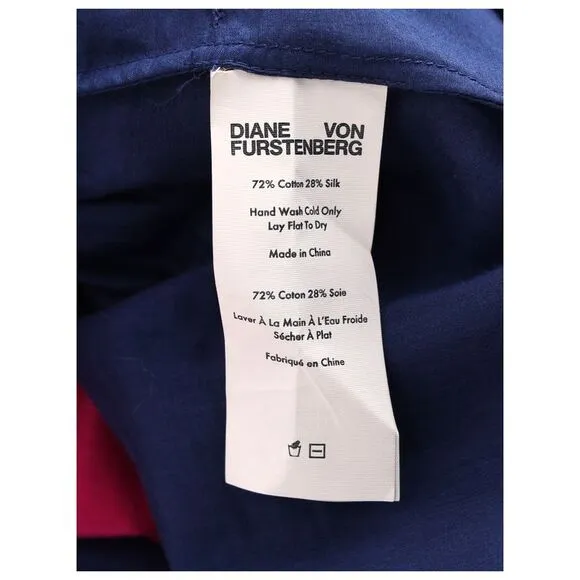 DIANE VON
FURSTENBERG
72% Cotton 28% Silk
Hand Wash Cold Only
Lay Flat To Dry
Made in China
72% Coton 28% Soie
Laver À La Main À L'Eau Froide
Sécher À Plat
Fabriqué en Chine